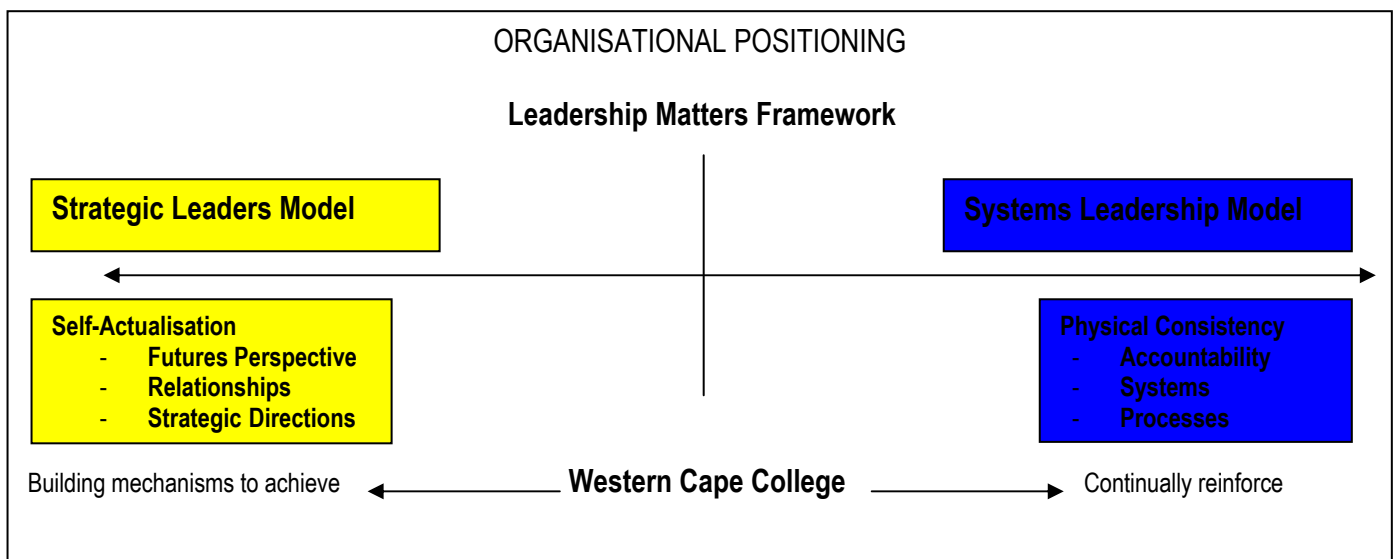 ORGANISATIONAL POSITIONING
Leadership Matters Framework
Strategic Leaders Model
Systems Leadership Model
Self-Actualisation
- Futures Perspective
- Relationships
- Strategic Directions
Physical Consistency
- Accountability
- Systems
- Processes
Building mechanisms to achieve
Western Cape College
Continually reinforce